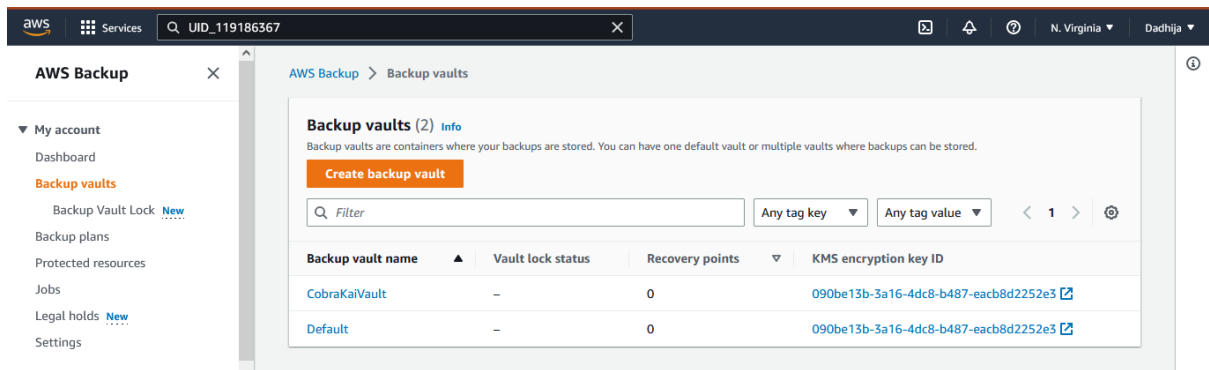 aws Services UID_119186367 N. Virginia Dadhija
AWS Backup
My account
Dashboard
Backup vaults
Backup Vault Lock New
Backup plans
Protected resources
Jobs
Legal holds New
Settings
AWS Backup > Backup vaults
Backup vaults (2) Info
Backup vaults are containers where your backups are stored. You can have one default vault or multiple vaults where backups can be stored.
Create backup vault
Filter Any tag key Any tag value 1
Backup vault name Vault lock status Recovery points KMS encryption key ID
CobraKaiVault – 0 090be13b-3a16-4dc8-b487-eacb8d2252e3
Default – 0 090be13b-3a16-4dc8-b487-eacb8d2252e3